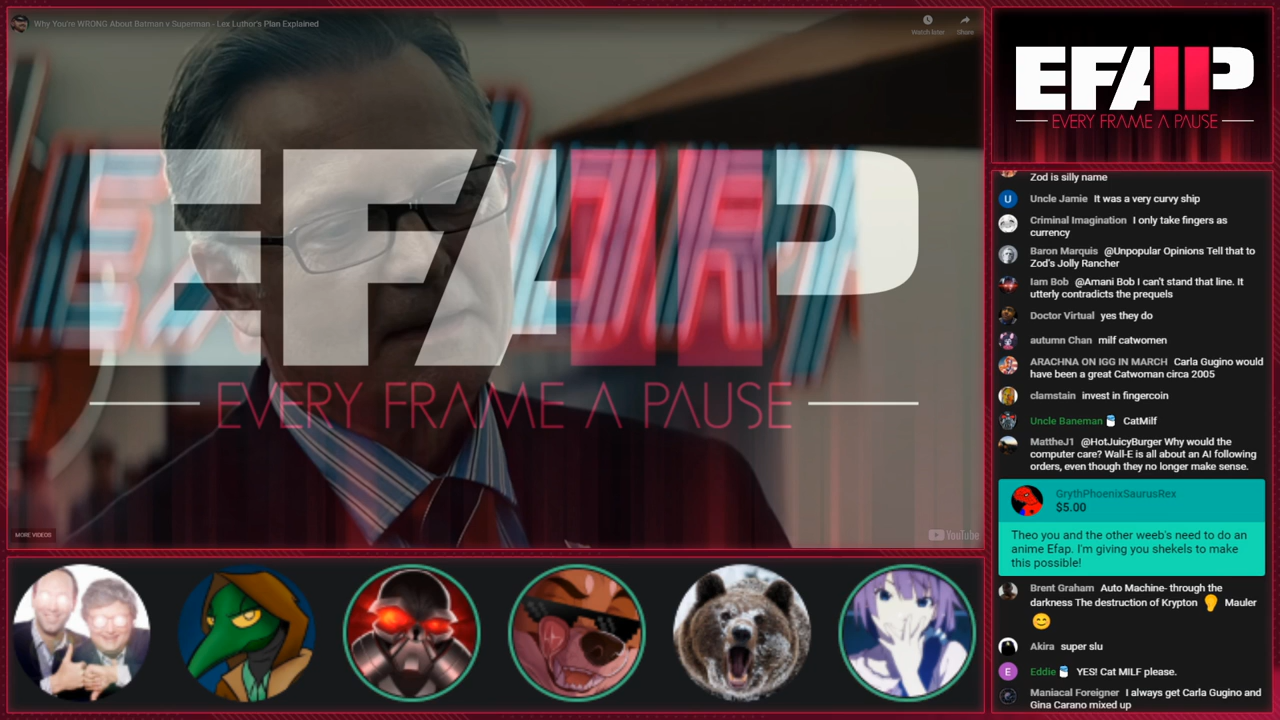 Why You're WRONG About Batman v Superman - Lex Luthor's Plan Explained
Watch later
Share
EFAP
EVERY FRAME A PAUSE
MORE VIDEOS
YouTube
EFAP
EVERY FRAME A PAUSE
Zod is silly name
U
Uncle Jamie It was a very curvy ship
Criminal Imagination I only take fingers as
currency
Baron Marquis @Unpopular Opinions Tell that to
Zod's Jolly Rancher
Iam Bob @Amani Bob I can't stand that line. It
utterly contradicts the prequels
Doctor Virtual yes they do
autumn Chan milf catwomen
ARACHNA ON IGG IN MARCH Carla Gugino would
have been a great Catwoman circa 2005
clamstain invest in fingercoin
Uncle Baneman CatMilf
MattheJ1 @HotJuicyBurger Why would the
computer care? Wall-E is all about an AI following
orders, even though they no longer make sense.
GrythPhoenixSaurusRex
$5.00
Theo you and the other weeb's need to do an
anime Efap. I'm giving you shekels to make
this possible!
Brent Graham Auto Machine- through the
darkness The destruction of Krypton 👂 Mauler
😊
Akira super slu
E
Eddie YES! Cat MILF please.
Maniacal Foreigner I always get Carla Gugino and
Gina Carano mixed up